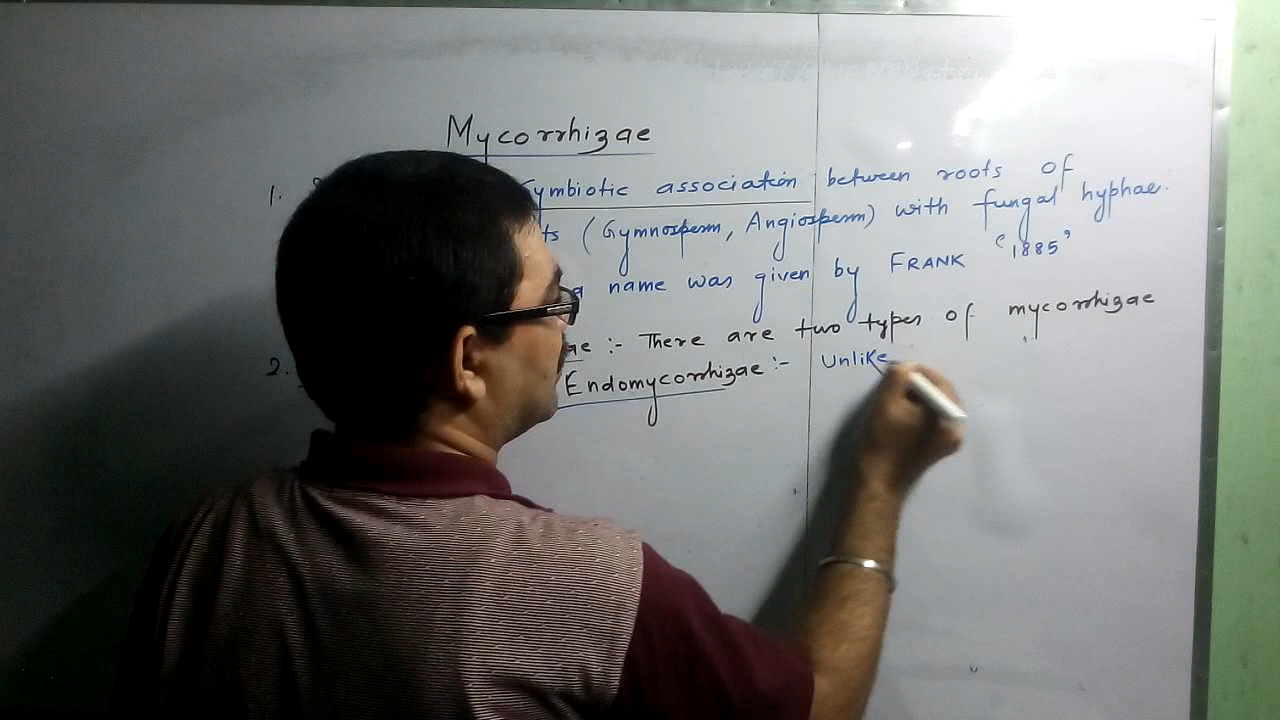 Mycorrhizae
1. Symbiotic association between roots of
(Gymnosperm, Angiosperm) with fungal hyphae.
name was given by FRANK '1885'
:- There are two types of mycorrhizae
2. Endomycorrhizae :- Unlike